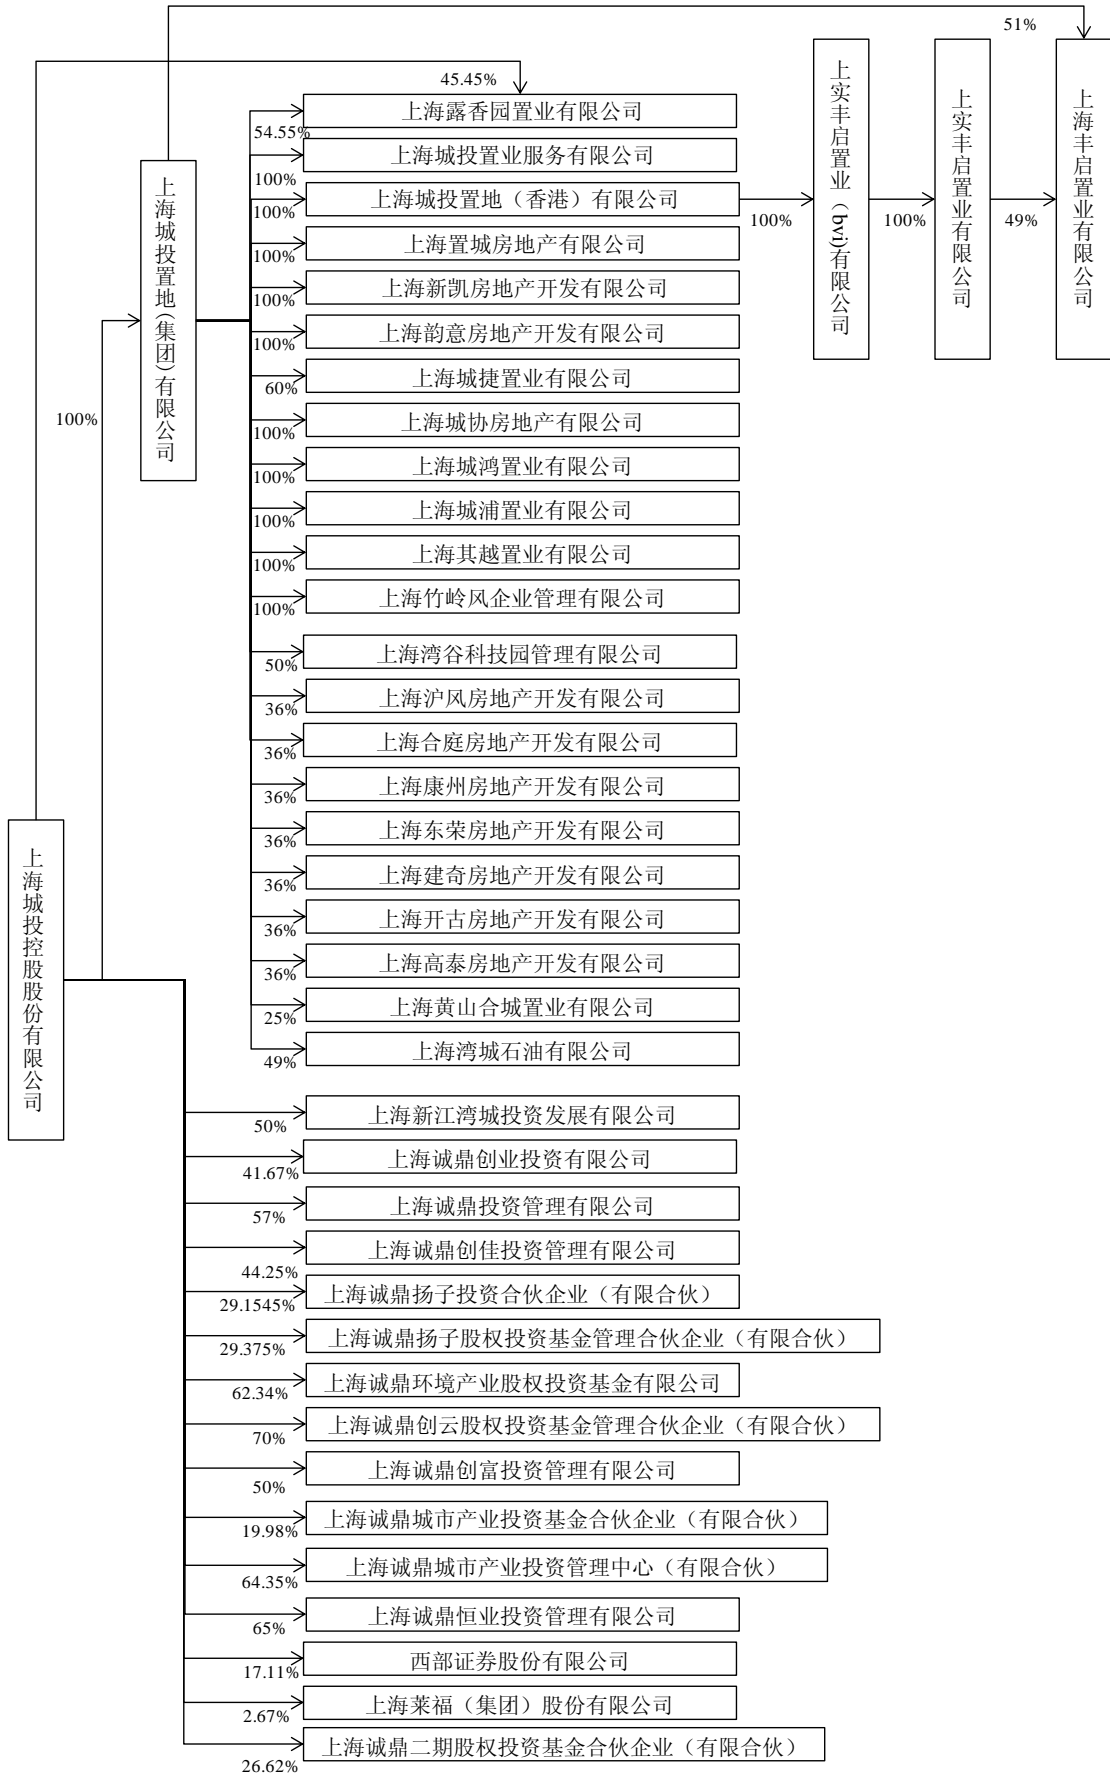 51%
45.45%
上海露香园置业有限公司
54.55%
上海城投置业服务有限公司
100%
上海城投置地（香港）有限公司
100%
100%
上实丰启置业（bvi)有限公司
100%
上实丰启置业有限公司
49%
上海丰启置业有限公司
上海城投置地(集团)有限公司
上海置城房地产有限公司
100%
上海新凯房地产开发有限公司
100%
上海韵意房地产开发有限公司
100%
上海城捷置业有限公司
60%
100%
上海城协房地产有限公司
100%
上海城鸿置业有限公司
100%
上海城浦置业有限公司
100%
上海其越置业有限公司
100%
上海竹岭风企业管理有限公司
100%
上海湾谷科技园管理有限公司
50%
上海沪风房地产开发有限公司
36%
上海合庭房地产开发有限公司
36%
上海康州房地产开发有限公司
36%
上海东荣房地产开发有限公司
36%
上海建奇房地产开发有限公司
36%
上海开古房地产开发有限公司
36%
上海高泰房地产开发有限公司
36%
上海黄山合城置业有限公司
25%
上海湾城石油有限公司
49%
上海城投控股股份有限公司
上海新江湾城投资发展有限公司
50%
上海诚鼎创业投资有限公司
41.67%
上海诚鼎投资管理有限公司
57%
上海诚鼎创佳投资管理有限公司
44.25%
上海诚鼎扬子投资合伙企业（有限合伙）
29.1545%
上海诚鼎扬子股权投资基金管理合伙企业（有限合伙）
29.375%
上海诚鼎环境产业股权投资基金有限公司
62.34%
上海诚鼎创云股权投资基金管理合伙企业（有限合伙）
70%
上海诚鼎创富投资管理有限公司
50%
上海诚鼎城市产业投资基金合伙企业（有限合伙）
19.98%
上海诚鼎城市产业投资管理中心（有限合伙）
64.35%
上海诚鼎恒业投资管理有限公司
65%
西部证券股份有限公司
17.11%
上海莱福（集团）股份有限公司
2.67%
上海诚鼎二期股权投资基金合伙企业（有限合伙）
26.62%